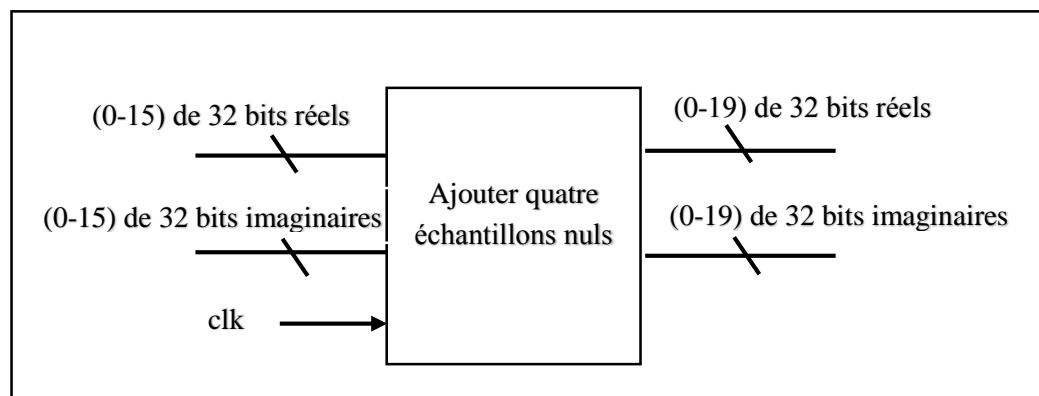 (0-15) de 32 bits réels
(0-19) de 32 bits réels
Ajouter quatre
échantillons nuls
(0-15) de 32 bits imaginaires
(0-19) de 32 bits imaginaires
clk